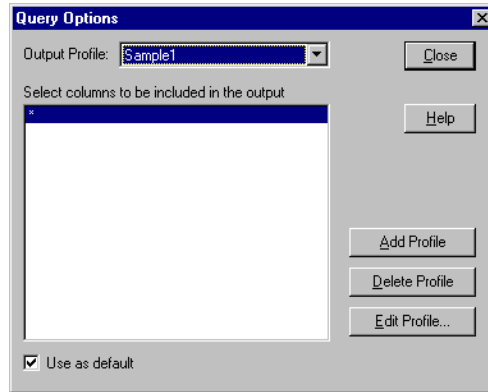 Query Options
Output Profile: Sample1
Close
Select columns to be included in the output
*
Help
Add Profile
Delete Profile
Edit Profile...
Use as default